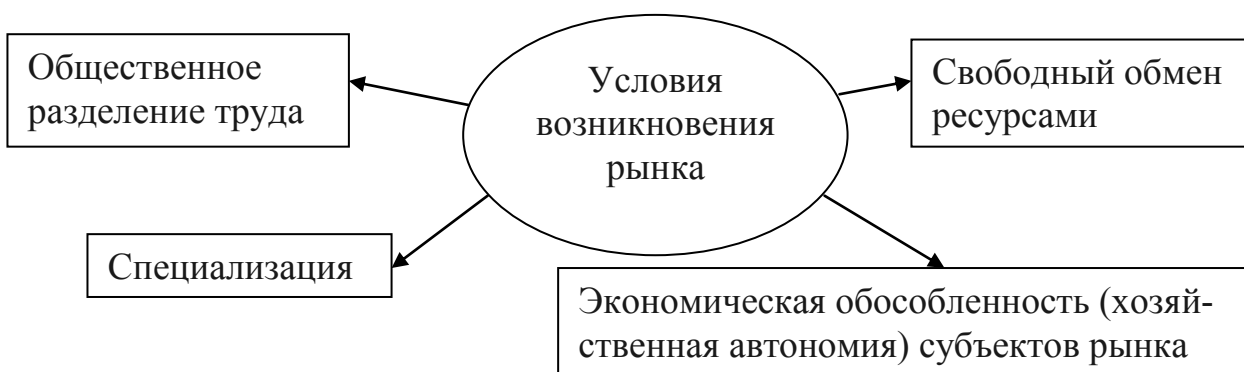 Общественное
разделение труда
Условия
возникновения
рынка
Свободный обмен
ресурсами
Специализация
Экономическая обособленность (хозяй-
ственная автономия) субъектов рынка